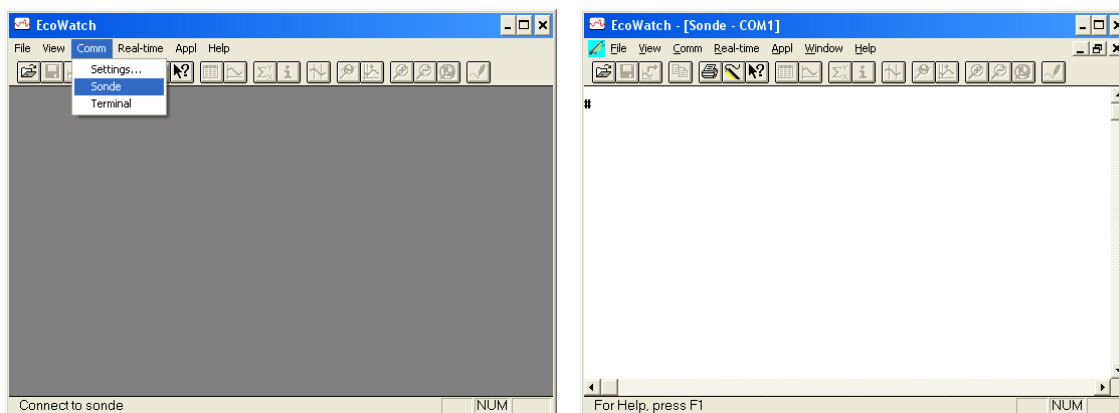 EcoWatch
File View Comm Real-time Appl Help
Settings...
Sonde
Terminal
Connect to sonde
NUM
EcoWatch - [Sonde - COM1]
File View Comm Real-time Appl Window Help
#
For Help, press F1
NUM